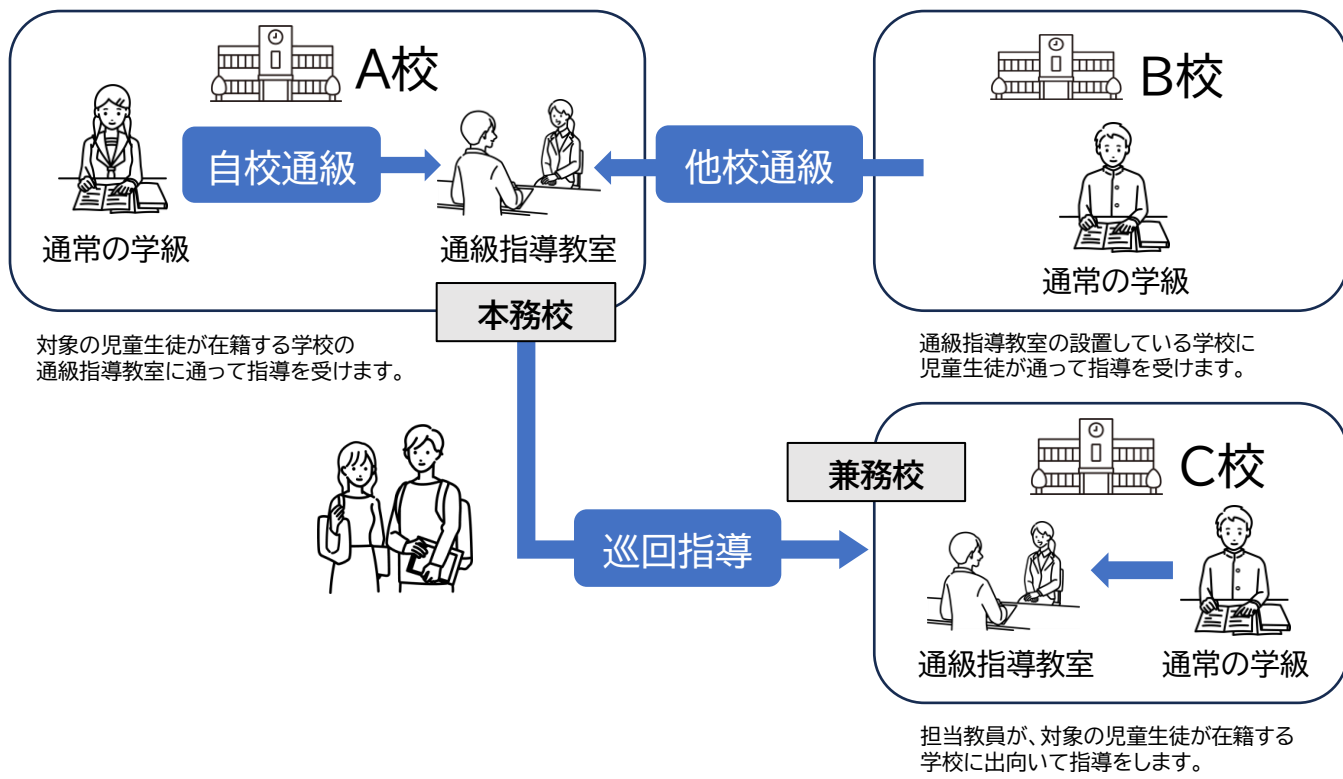 A校
自校通級
通常の学級
通級指導教室
本務校
対象の児童生徒が在籍する学校の
通級指導教室に通って指導を受けます。
他校通級
B校
通常の学級
通級指導教室の設置している学校に
児童生徒が通って指導を受けます。
巡回指導
兼務校
C校
通級指導教室
通常の学級
担当教員が、対象の児童生徒が在籍する
学校に出向いて指導をします。